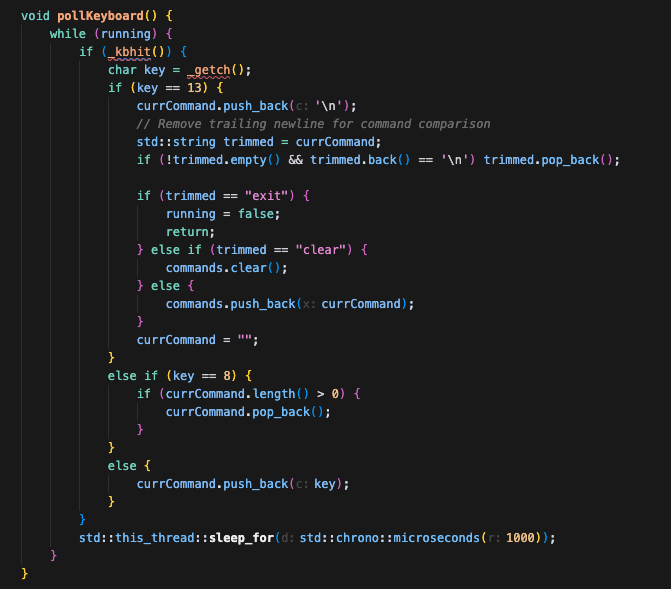 void pollKeyboard() {
    while (running) {
        if (_kbhit()) {
            char key = _getch();
            if (key == 13) {
                currCommand.push_back(c: '\n');
                // Remove trailing newline for command comparison
                std::string trimmed = currCommand;
                if (!trimmed.empty() && trimmed.back() == '\n') trimmed.pop_back();

                if (trimmed == "exit") {
                    running = false;
                    return;
                } else if (trimmed == "clear") {
                    commands.clear();
                } else {
                    commands.push_back(x: currCommand);
                }
                currCommand = "";
            }
            else if (key == 8) {
                if (currCommand.length() > 0) {
                    currCommand.pop_back();
                }
            }
            else {
                currCommand.push_back(c: key);
            }
        }
        std::this_thread::sleep_for(d: std::chrono::microseconds(r: 1000));
    }
}